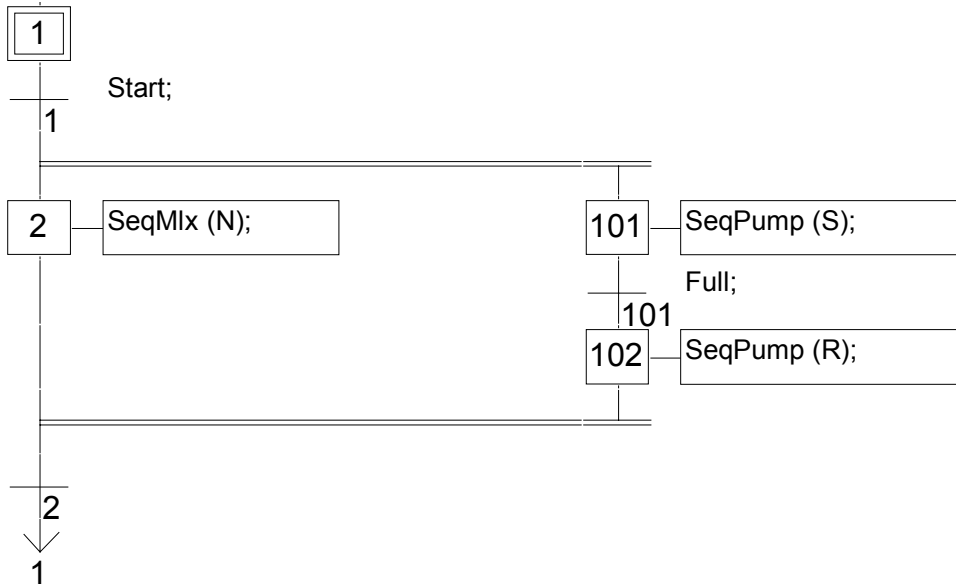 1
Start;
1
2 SeqMIx (N); 101 SeqPump (S);
Full;
101
102 SeqPump (R);
2
1